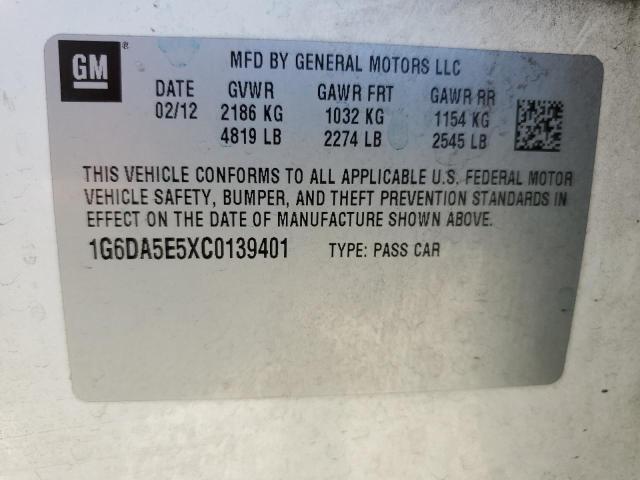 GM®
MFD BY GENERAL MOTORS LLC
DATE GVWR GAWR FRT GAWR RR
02/12 2186 KG 1032 KG 1154 KG
4819 LB 2274 LB 2545 LB
THIS VEHICLE CONFORMS TO ALL APPLICABLE U.S. FEDERAL MOTOR
VEHICLE SAFETY, BUMPER, AND THEFT PREVENTION STANDARDS IN
EFFECT ON THE DATE OF MANUFACTURE SHOWN ABOVE.
1G6DA5E5XC0139401 TYPE: PASS CAR